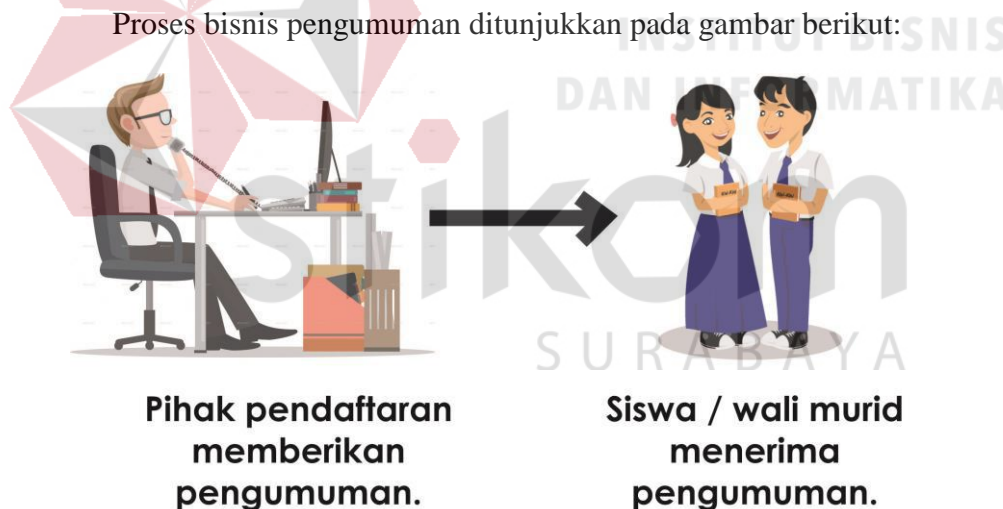 Proses bisnis pengumuman ditunjukkan pada gambar berikut:
INSTITUT BISNIS
DAN INFORMATIKA
stikom
SURABAYA
Pihak pendaftaran
memberikan
pengumuman.
Siswa / wali murid
menerima
pengumuman.